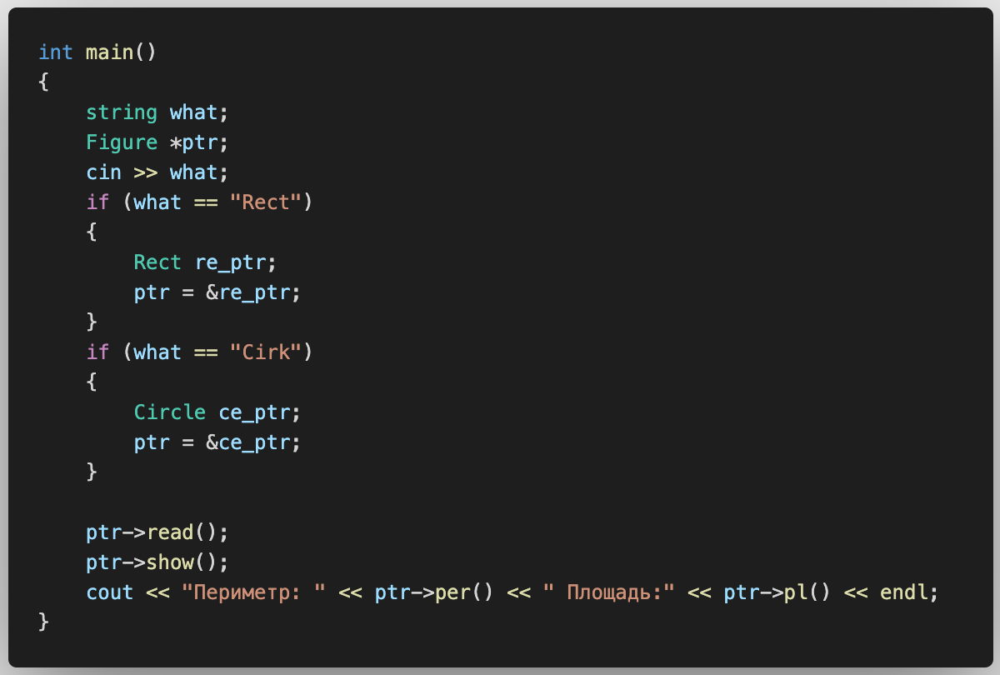 int main()
{
    string what;
    Figure *ptr;
    cin >> what;
    if (what == "Rect")
    {
        Rect re_ptr;
        ptr = &re_ptr;
    }
    if (what == "Cirk")
    {
        Circle ce_ptr;
        ptr = &ce_ptr;
    }

    ptr->read();
    ptr->show();
    cout << "Периметр: " << ptr->per() << " Площадь:" << ptr->pl() << endl;
}